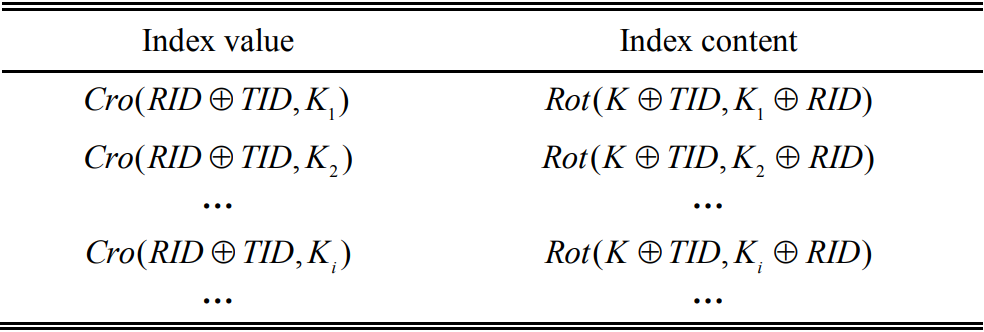 Index value Index content
Cro(RID ⊕ TID, K₁) Rot(K ⊕ TID, K₁ ⊕ RID)
Cro(RID ⊕ TID, K₂) Rot(K ⊕ TID, K₂ ⊕ RID)
... ...
Cro(RID ⊕ TID, Kᵢ) Rot(K ⊕ TID, Kᵢ ⊕ RID)
... ...